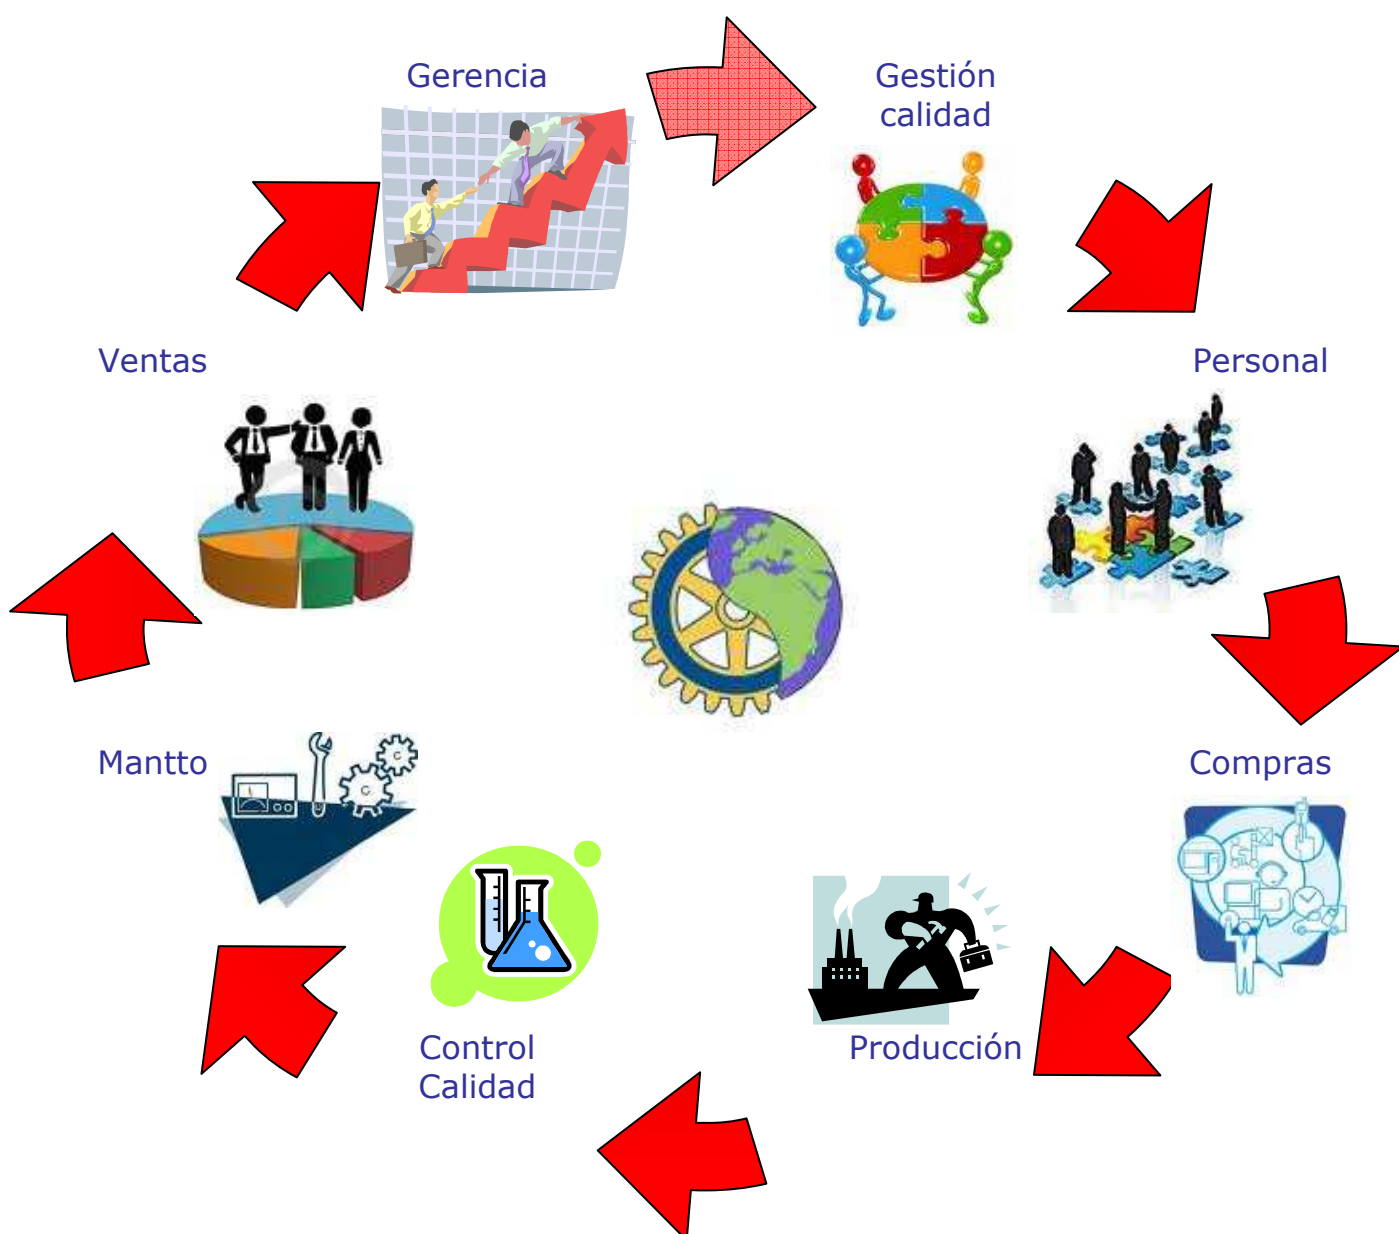 Gerencia
Gestión
calidad
Ventas
Personal
Mantto
Compras
Control
Calidad
Producción